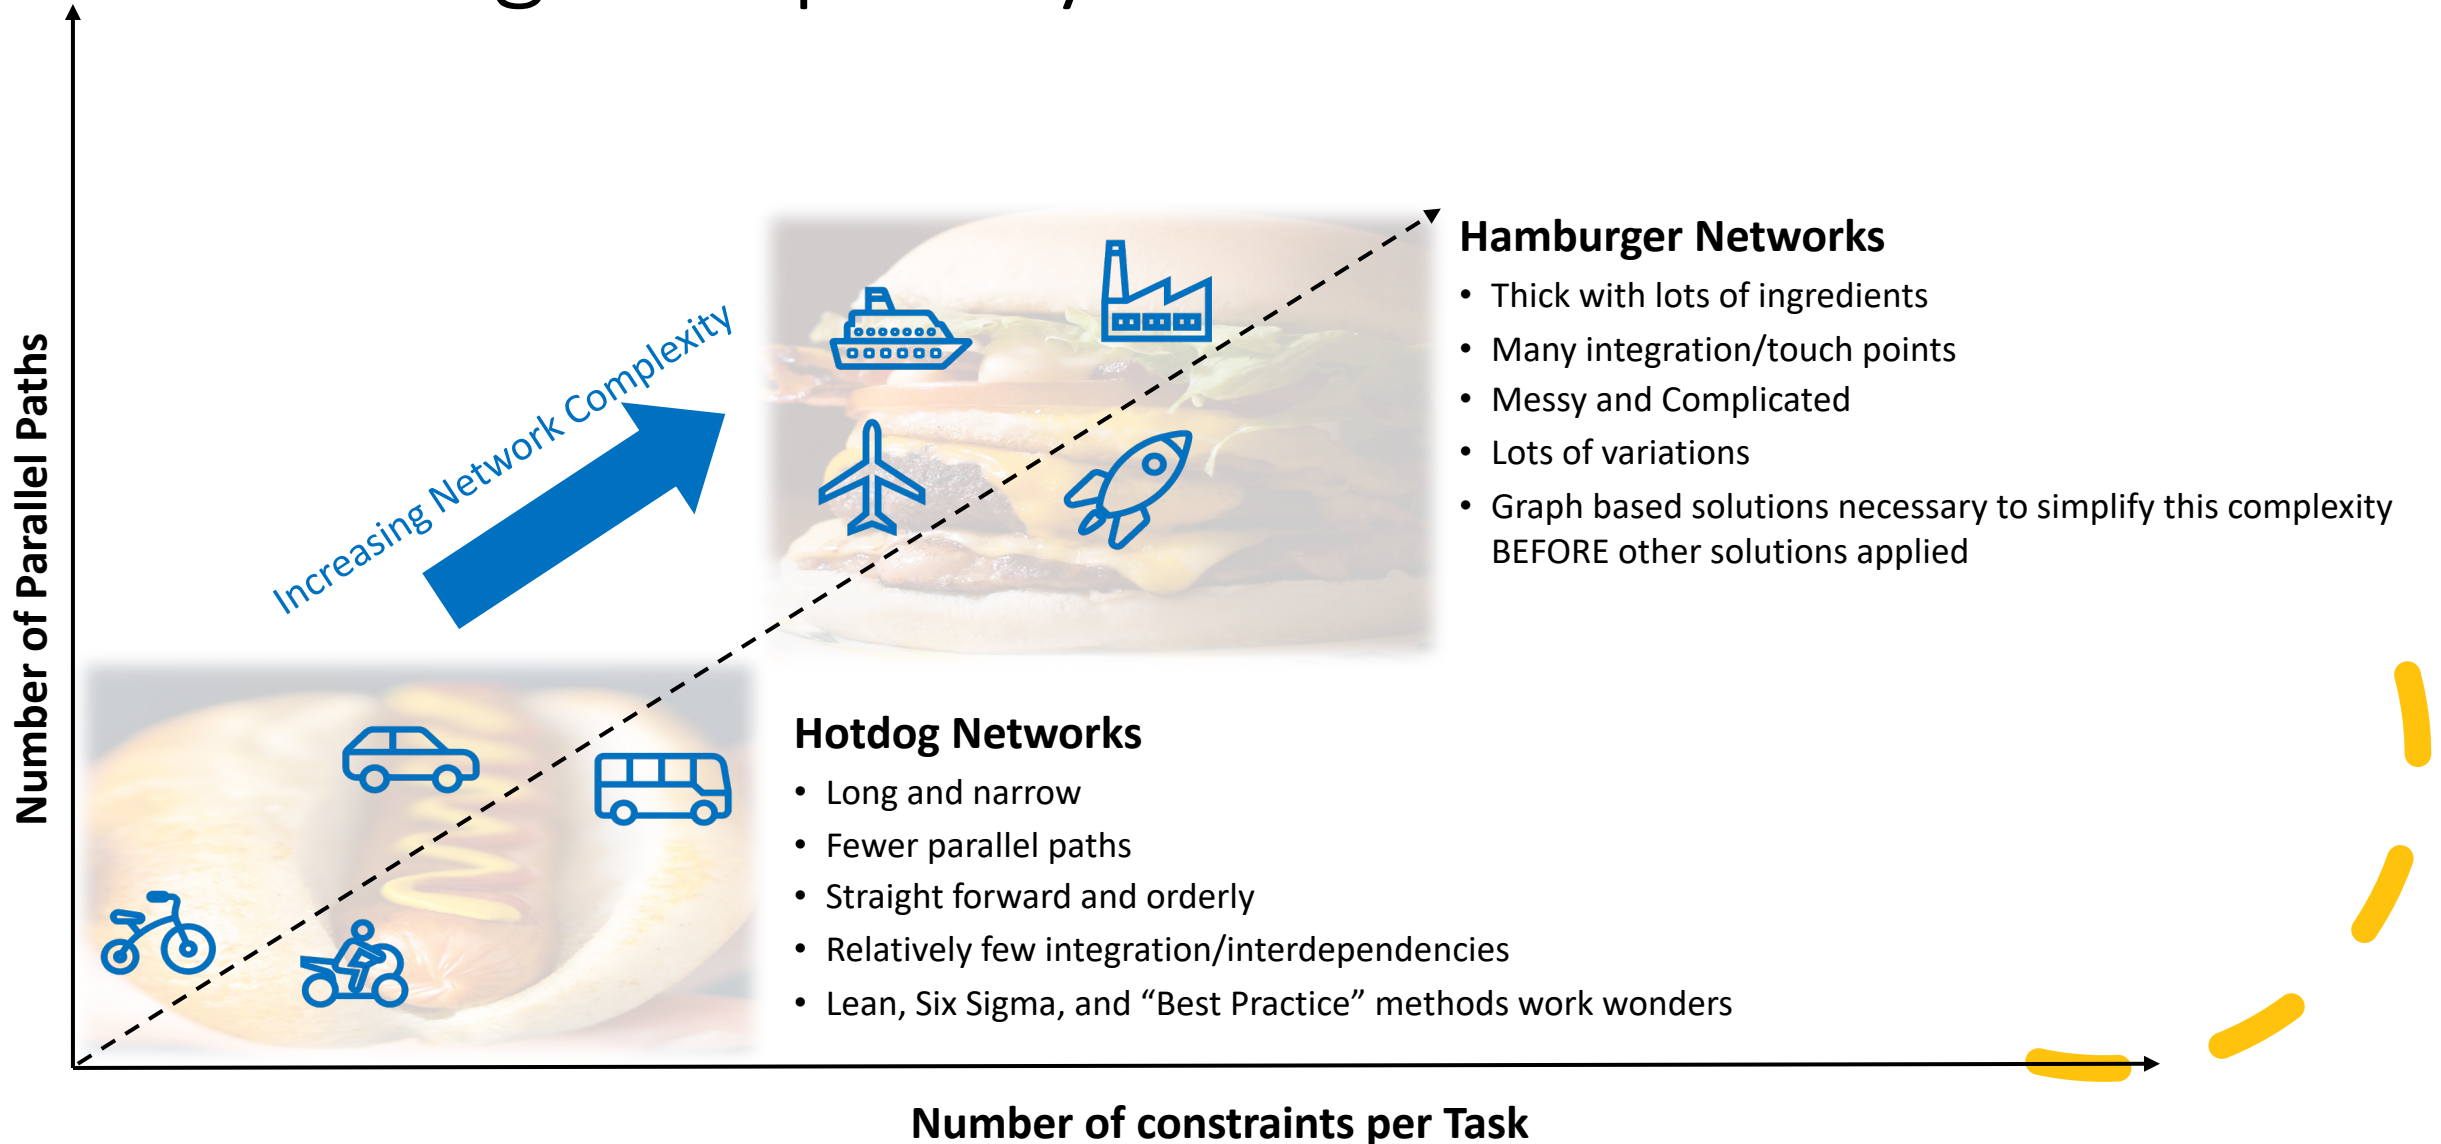 Number of Parallel Paths
Increasing Network Complexity
Hamburger Networks
• Thick with lots of ingredients
• Many integration/touch points
• Messy and Complicated
• Lots of variations
• Graph based solutions necessary to simplify this complexity
BEFORE other solutions applied
Hotdog Networks
• Long and narrow
• Fewer parallel paths
• Straight forward and orderly
• Relatively few integration/interdependencies
• Lean, Six Sigma, and “Best Practice” methods work wonders
Number of constraints per Task